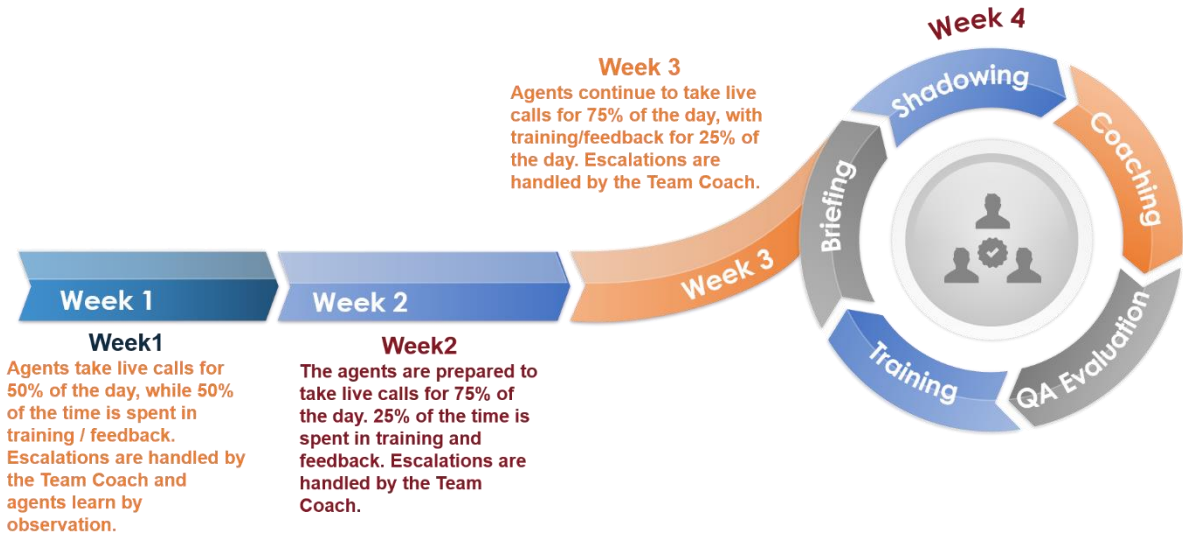 Week 4
Week 3
Agents continue to take live
calls for 75% of the day, with
training/feedback for 25% of
the day. Escalations are
handled by the Team Coach.
Shadowing
Coaching
QA Evaluation
Training
Briefing
Week 1
Week 2
Week 3
Week1
Agents take live calls for
50% of the day, while 50%
of the time is spent in
training / feedback.
Escalations are handled by
the Team Coach and
agents learn by
observation.
Week2
The agents are prepared to
take live calls for 75% of
the day. 25% of the time is
spent in training and
feedback. Escalations are
handled by the Team
Coach.